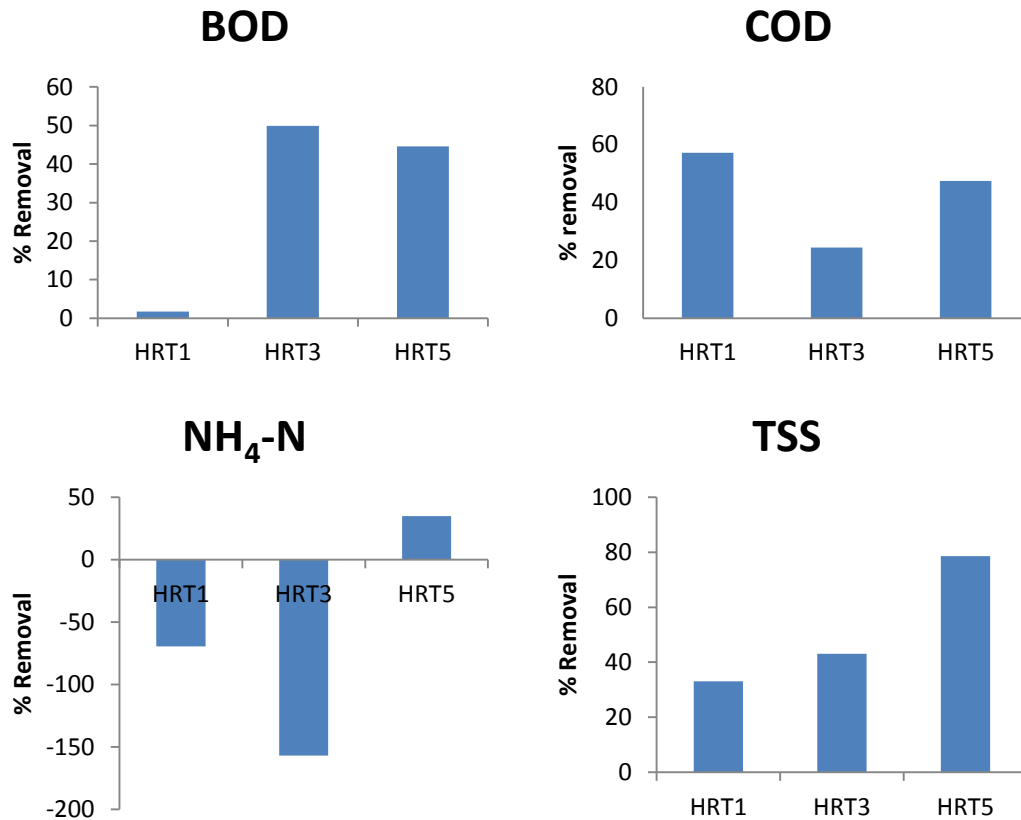 BOD
% Removal
60
50
40
30
20
10
0
HRT1 HRT3 HRT5
COD
% removal
80
60
40
20
0
HRT1 HRT3 HRT5
NH₄-N
% Removal
50
0
-50
-100
-150
-200
HRT1 HRT3 HRT5
TSS
% Removal
100
80
60
40
20
0
HRT1 HRT3 HRT5